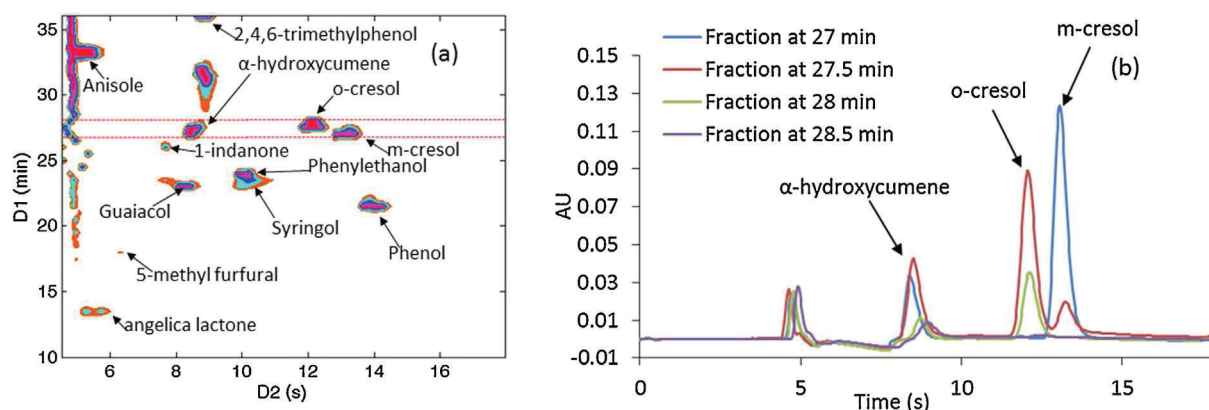 (a)
2,4,6-trimethylphenol
α-hydroxycumene
o-cresol
Anisole
1-indanone
m-cresol
Phenylethanol
Guaiacol
Syringol
Phenol
5-methyl furfural
angelica lactone
D1 (min)
35
30
25
20
15
10
6 8 10 12 14 16
D2 (s)
(b)
Fraction at 27 min
Fraction at 27.5 min
Fraction at 28 min
Fraction at 28.5 min
m-cresol
o-cresol
α-hydroxycumene
AU
0.15
0.13
0.11
0.09
0.07
0.05
0.03
0.01
-0.01
0 5 10 15
Time (s)